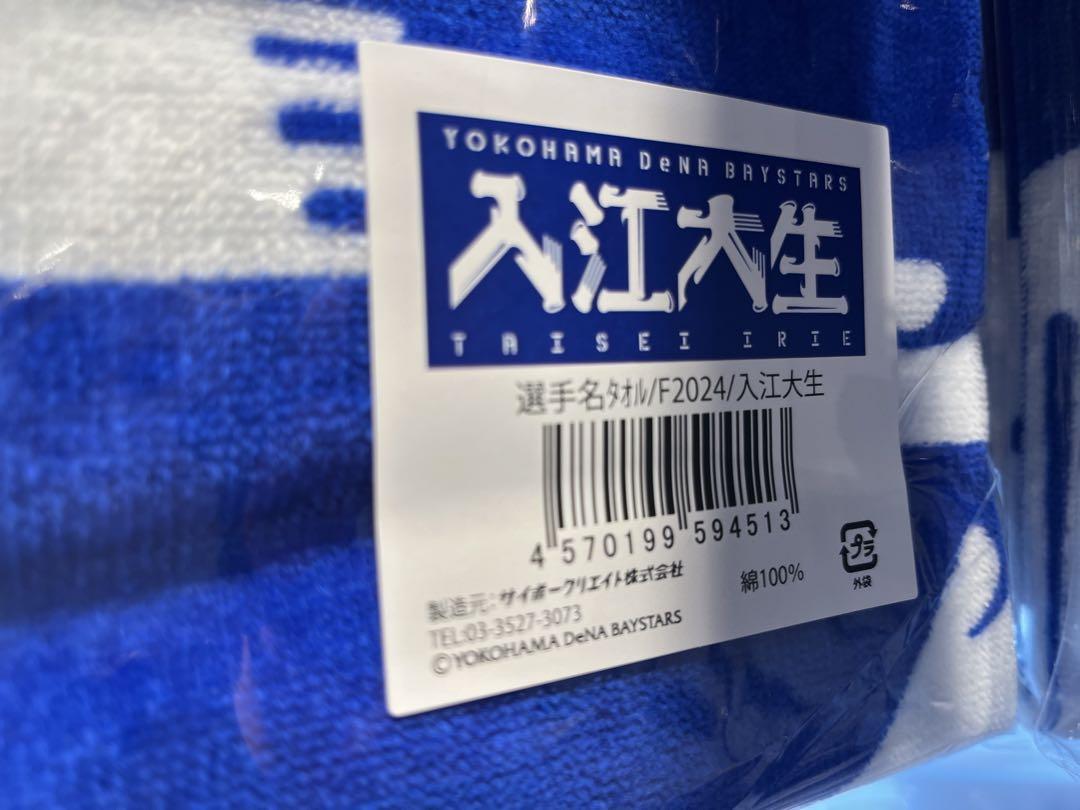 YOKOHAMA DeNA BAYSTARS
入江大生
TAISEI IRIE
選手名ﾀｵﾙ/F2024/入江大生
4 570199 594513
製造元:サイボークリエイト株式会社
綿100%
プラ
外袋
TEL:03-3527-3073
©YOKOHAMA DeNA BAYSTARS